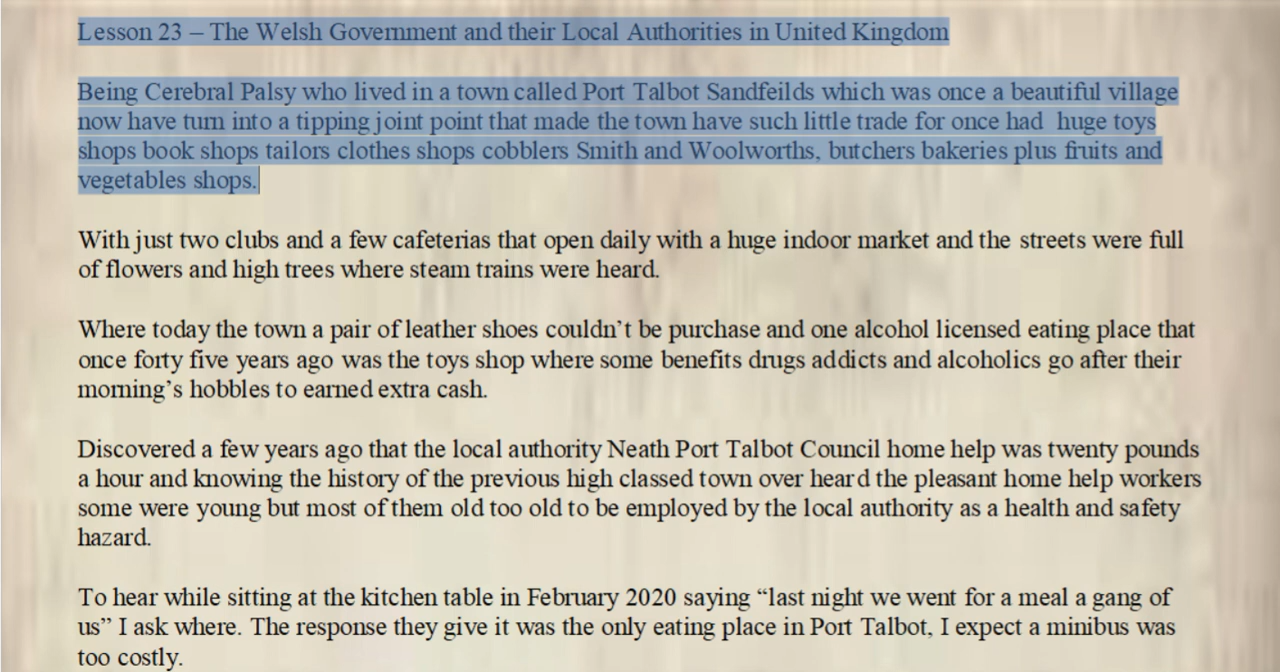 Lesson 23 – The Welsh Government and their Local Authorities in United Kingdom
Being Cerebral Palsy who lived in a town called Port Talbot Sandfeilds which was once a beautiful village
now have turn into a tipping joint point that made the town have such little trade for once had  huge toys
shops book shops tailors clothes shops cobblers Smith and Woolworths, butchers bakeries plus fruits and
vegetables shops.
With just two clubs and a few cafeterias that open daily with a huge indoor market and the streets were full
of flowers and high trees where steam trains were heard.
Where today the town a pair of leather shoes couldn’t be purchase and one alcohol licensed eating place that
once forty five years ago was the toys shop where some benefits drugs addicts and alcoholics go after their
morning’s hobbles to earned extra cash.
Discovered a few years ago that the local authority Neath Port Talbot Council home help was twenty pounds
a hour and knowing the history of the previous high classed town over heard the pleasant home help workers
some were young but most of them old too old to be employed by the local authority as a health and safety
hazard.
To hear while sitting at the kitchen table in February 2020 saying “last night we went for a meal a gang of
us” I ask where. The response they give it was the only eating place in Port Talbot, I expect a minibus was
too costly.